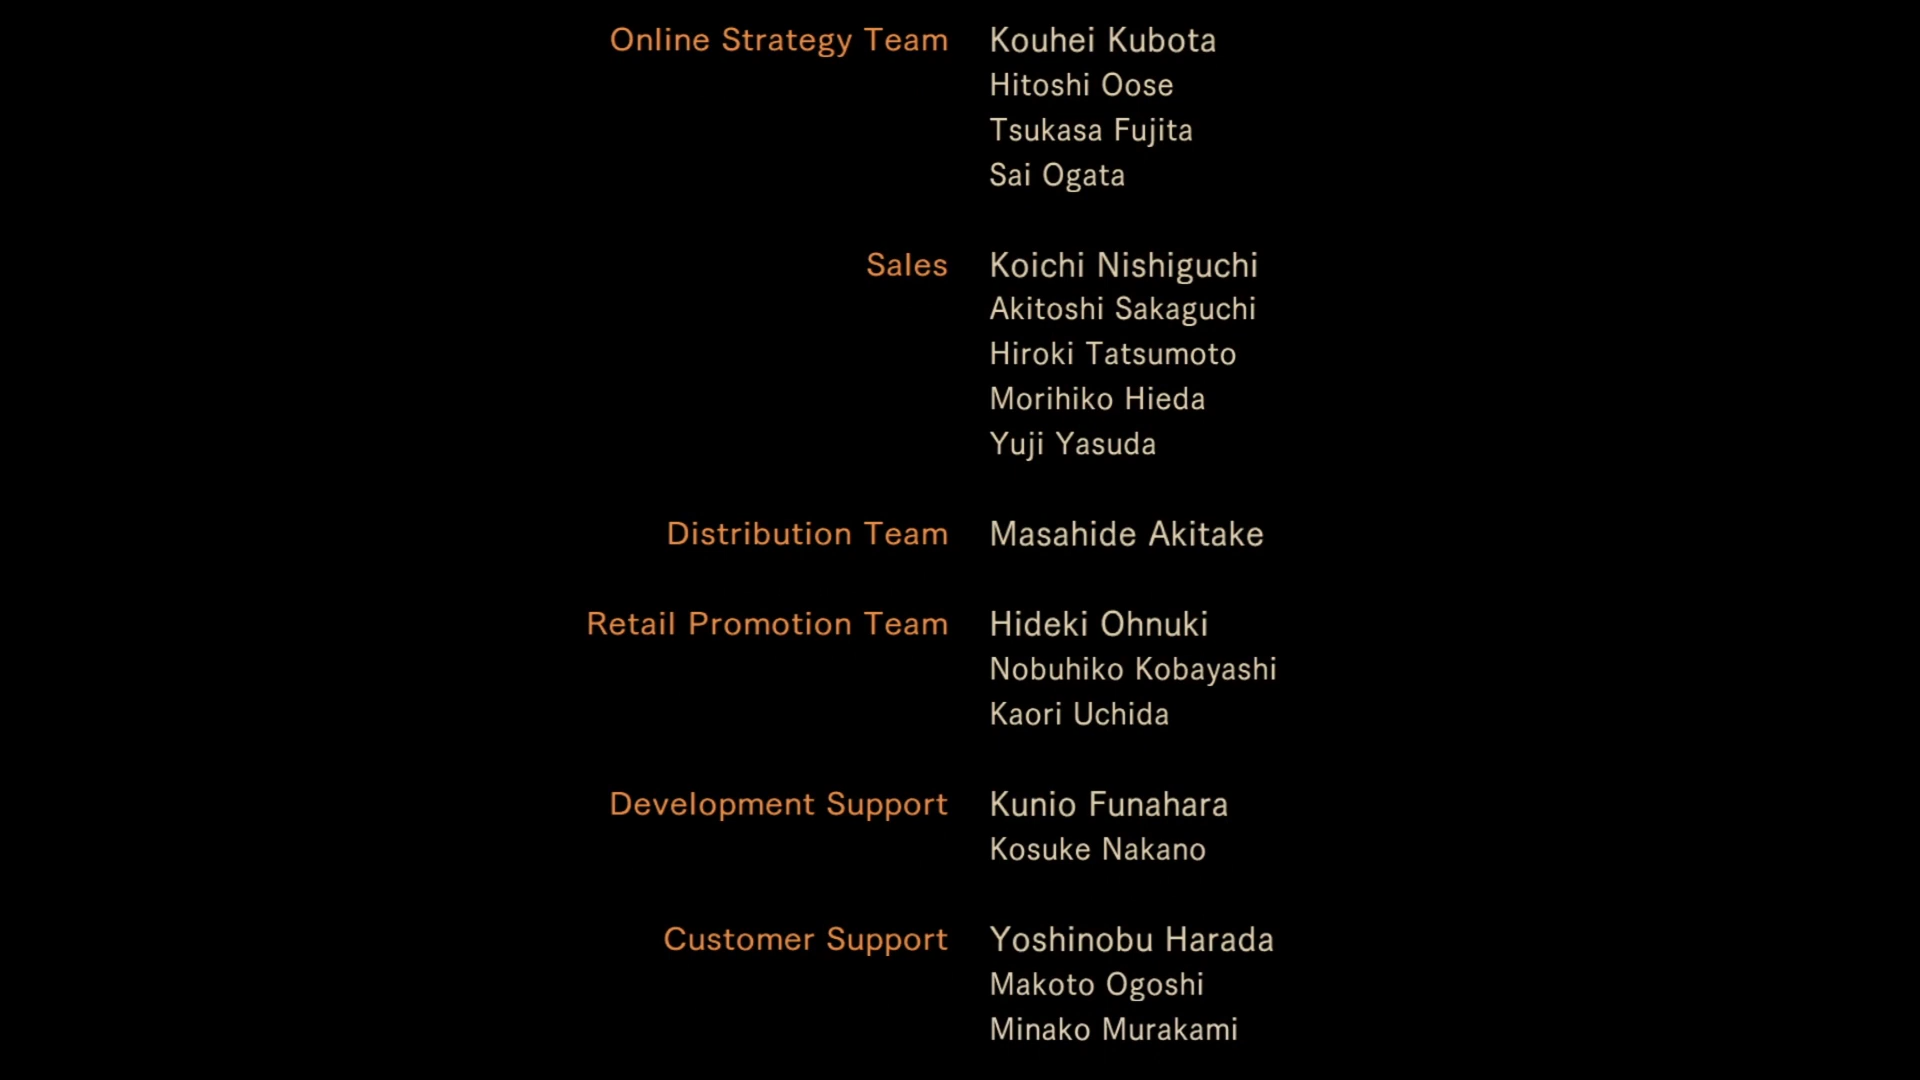 Online Strategy Team Kouhei Kubota
Hitoshi Oose
Tsukasa Fujita
Sai Ogata
Sales Koichi Nishiguchi
Akitoshi Sakaguchi
Hiroki Tatsumoto
Morihiko Hieda
Yuji Yasuda
Distribution Team Masahide Akitake
Retail Promotion Team Hideki Ohnuki
Nobuhiko Kobayashi
Kaori Uchida
Development Support Kunio Funahara
Kosuke Nakano
Customer Support Yoshinobu Harada
Makoto Ogoshi
Minako Murakami